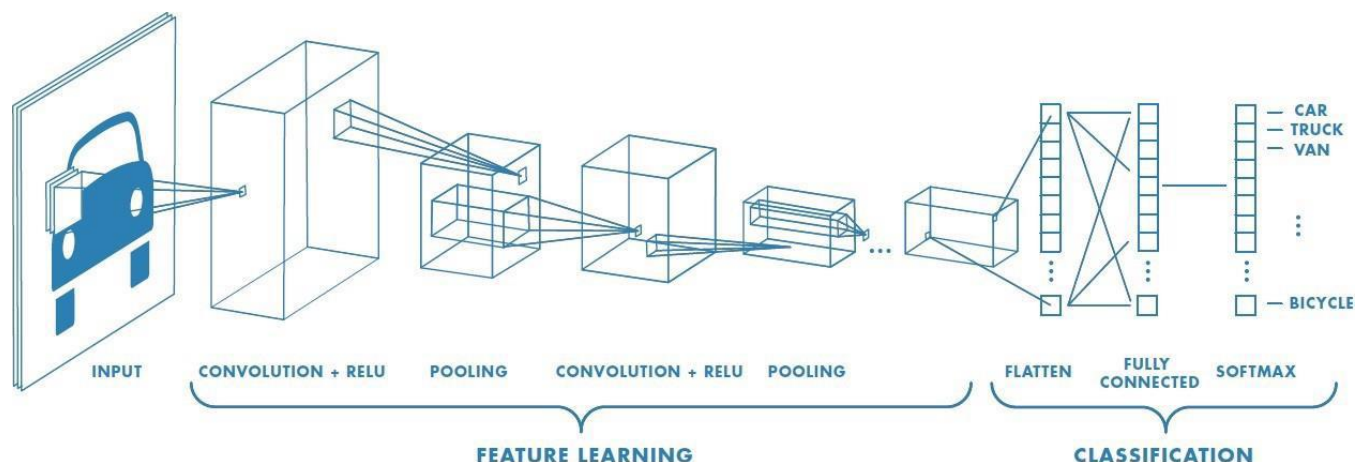 CAR
TRUCK
VAN
BICYCLE
INPUT
CONVOLUTION + RELU
POOLING
CONVOLUTION + RELU
POOLING
FLATTEN
FULLY
CONNECTED
SOFTMAX
FEATURE LEARNING
CLASSIFICATION